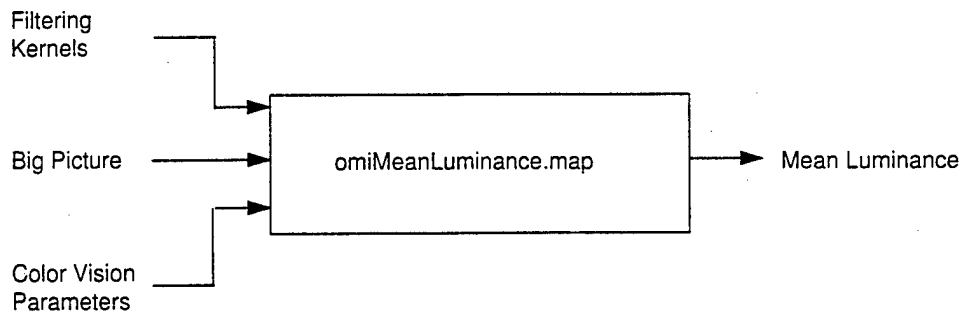 Filtering
Kernels
Big Picture
omiMeanLuminance.map
Mean Luminance
Color Vision
Parameters